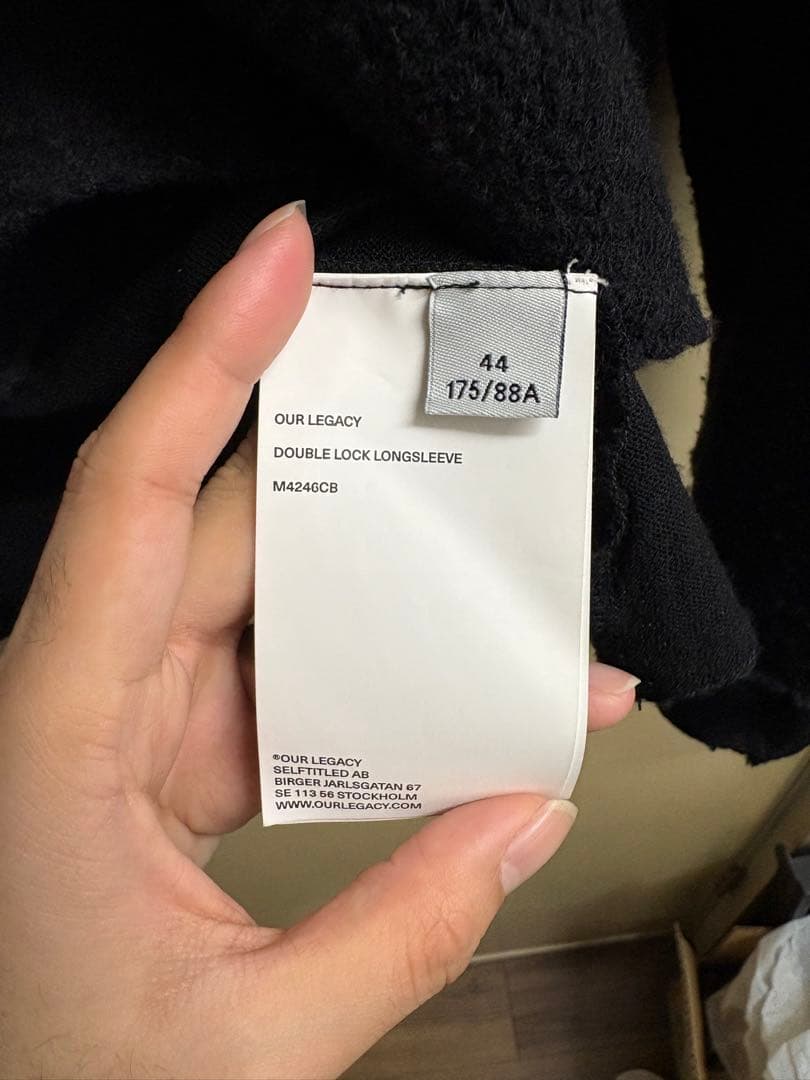 44
175/88A
OUR LEGACY
DOUBLE LOCK LONGSLEEVE
M4246CB
®OUR LEGACY
SELFTITLED AB
BIRGER JARLSGATAN 67
SE 113 56 STOCKHOLM
WWW.OURLEGACY.COM